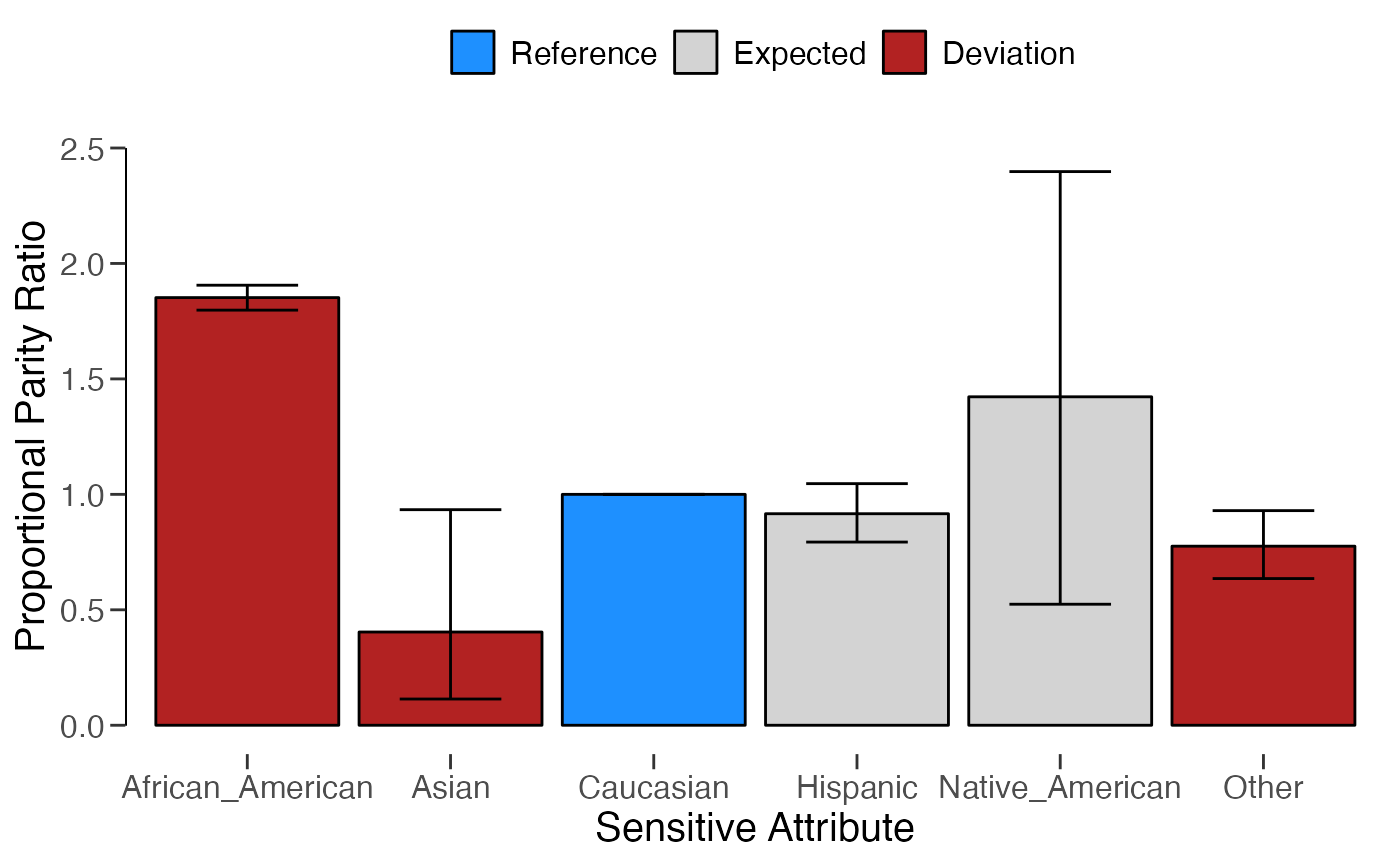 Reference Expected Deviation
Proportional Parity Ratio
2.5
2.0
1.5
1.0
0.5
0.0
African_American Asian Caucasian Hispanic Native_American Other
Sensitive Attribute